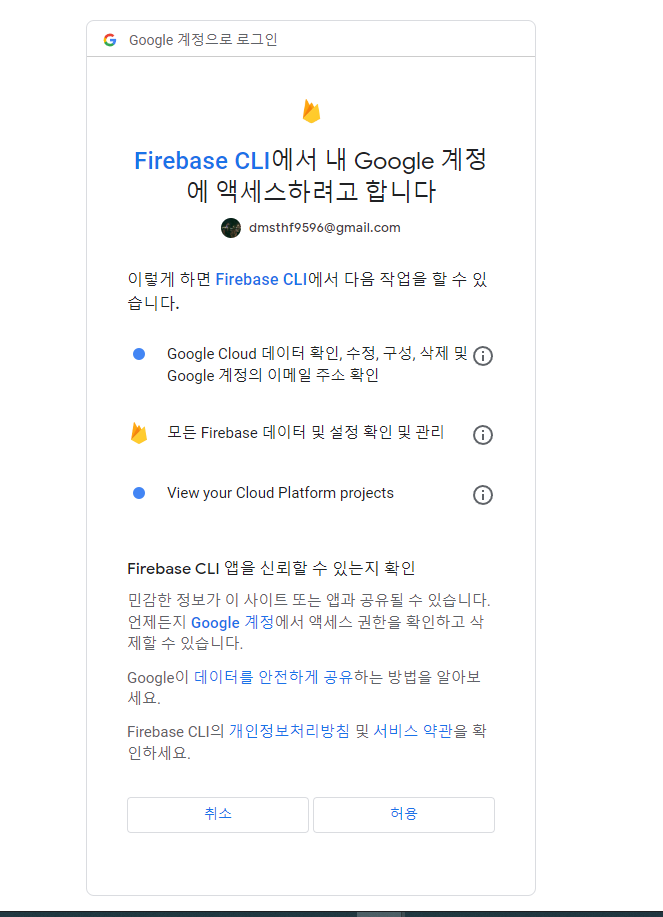 Google 계정으로 로그인
Firebase CLI에서 내 Google 계정
에 액세스하려고 합니다
dmsthf9596@gmail.com
이렇게 하면 Firebase CLI에서 다음 작업을 할 수 있
습니다.
Google Cloud 데이터 확인, 수정, 구성, 삭제 및
Google 계정의 이메일 주소 확인
모든 Firebase 데이터 및 설정 확인 및 관리
View your Cloud Platform projects
Firebase CLI 앱을 신뢰할 수 있는지 확인
민감한 정보가 이 사이트 또는 앱과 공유될 수 있습니다.
언제든지 Google 계정에서 액세스 권한을 확인하고 삭
제할 수 있습니다.
Google이 데이터를 안전하게 공유하는 방법을 알아보
세요.
Firebase CLI의 개인정보처리방침 및 서비스 약관을 확
인하세요.
취소 허용